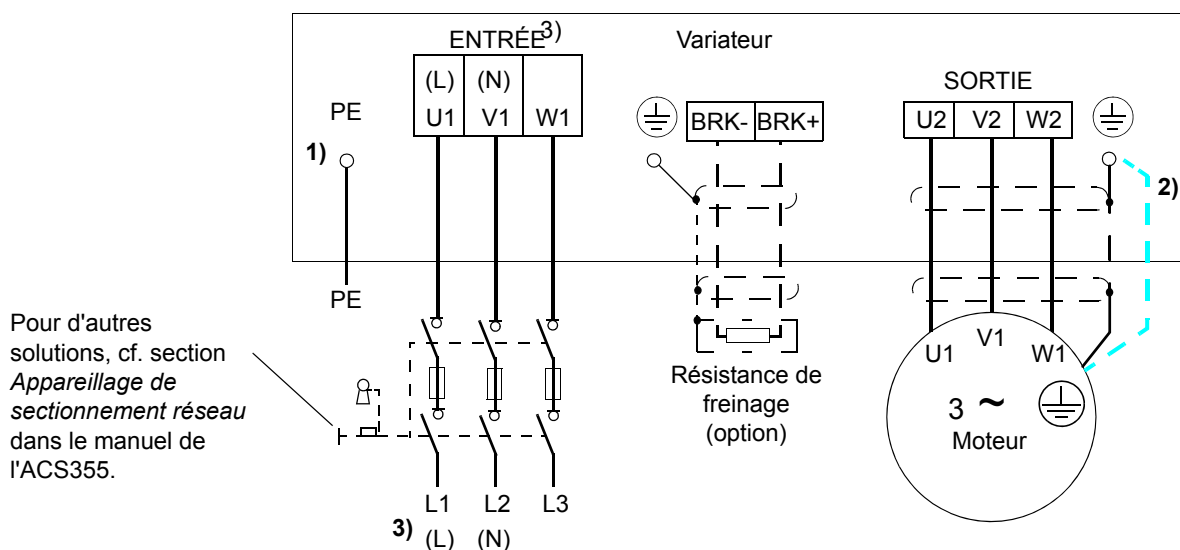 ENTRÉE 3)
Variateur
SORTIE
(L) (N)
U1 V1 W1
PE
BRK- BRK+
U2 V2 W2
1)
2)
PE
Pour d'autres
solutions, cf. section
Appareillage de
sectionnement réseau
dans le manuel de
l'ACS355.
Résistance de
freinage
(option)
U1 V1 W1
3 ~
Moteur
L1 L2 L3
3) (L) (N)